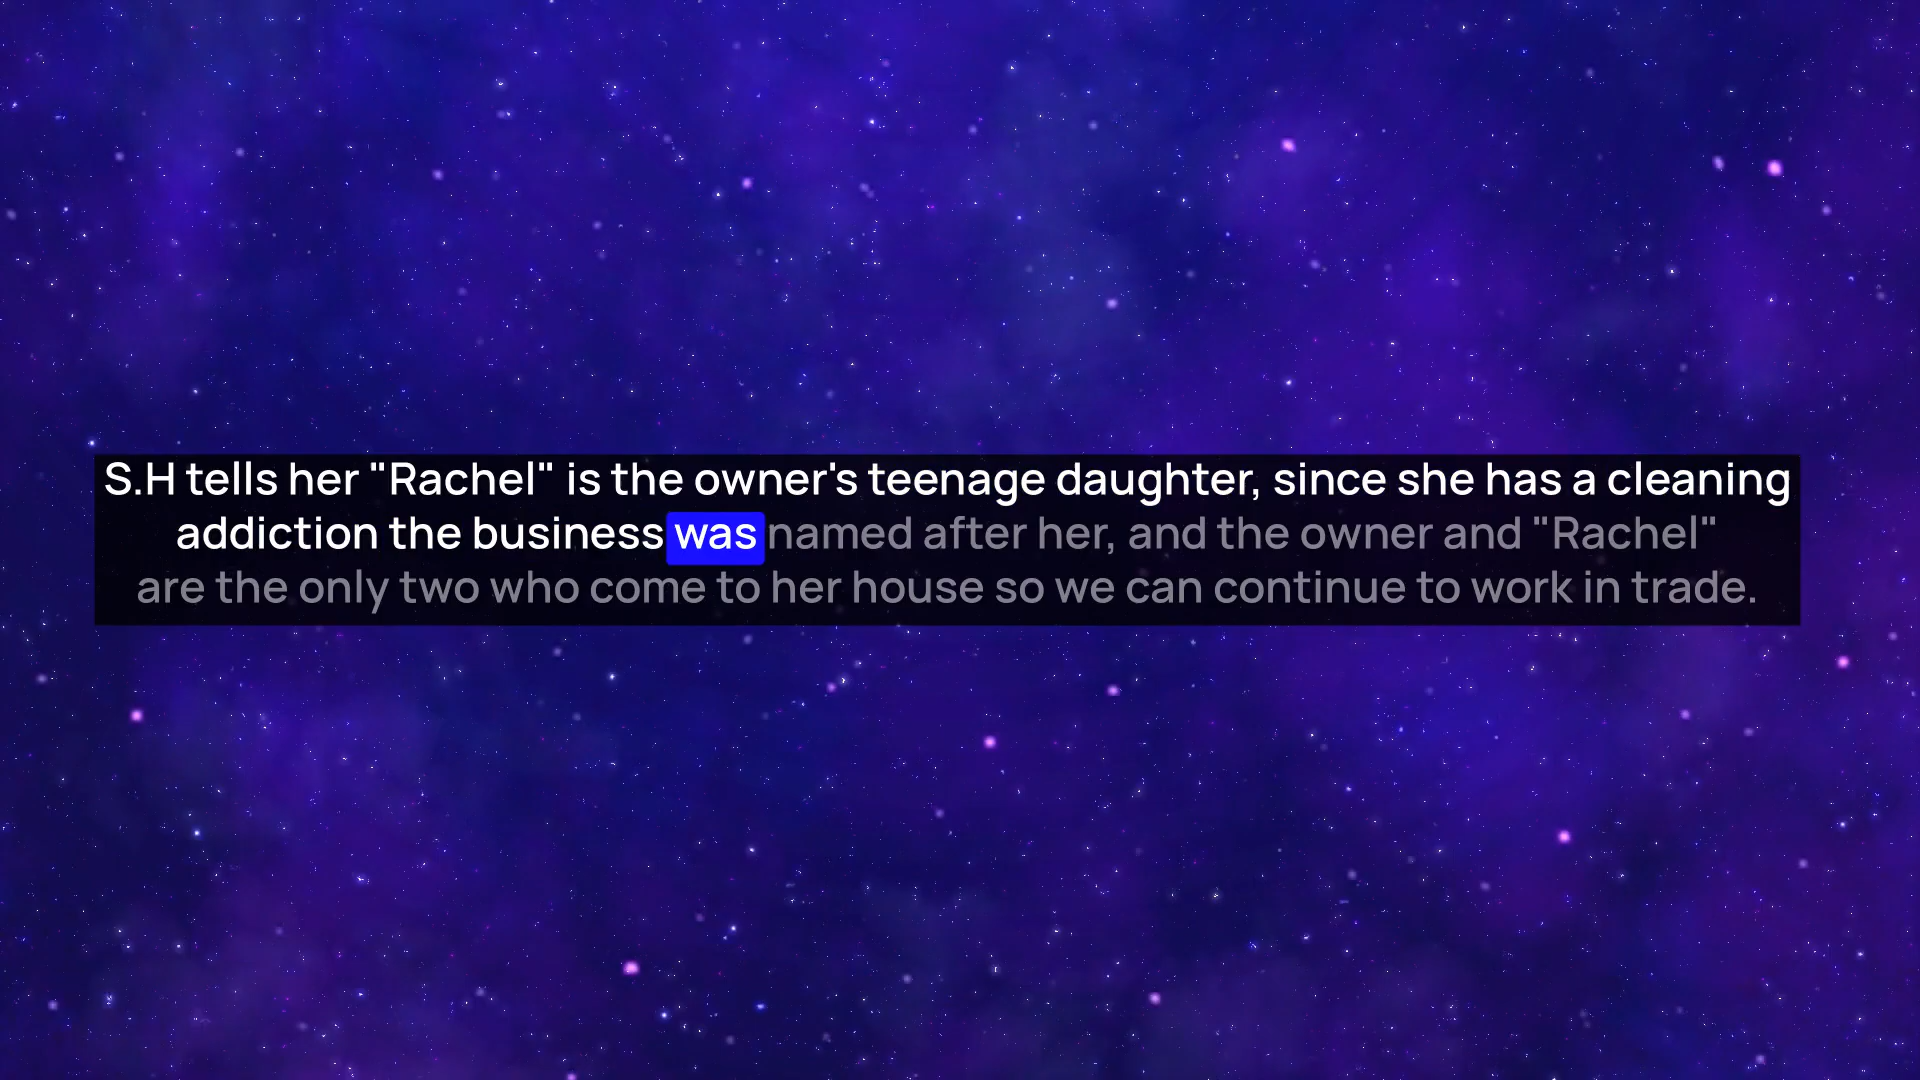 S.H tells her "Rachel" is the owner's teenage daughter, since she has a cleaning
addiction the business was named after her, and the owner and "Rachel"
are the only two who come to her house so we can continue to work in trade.